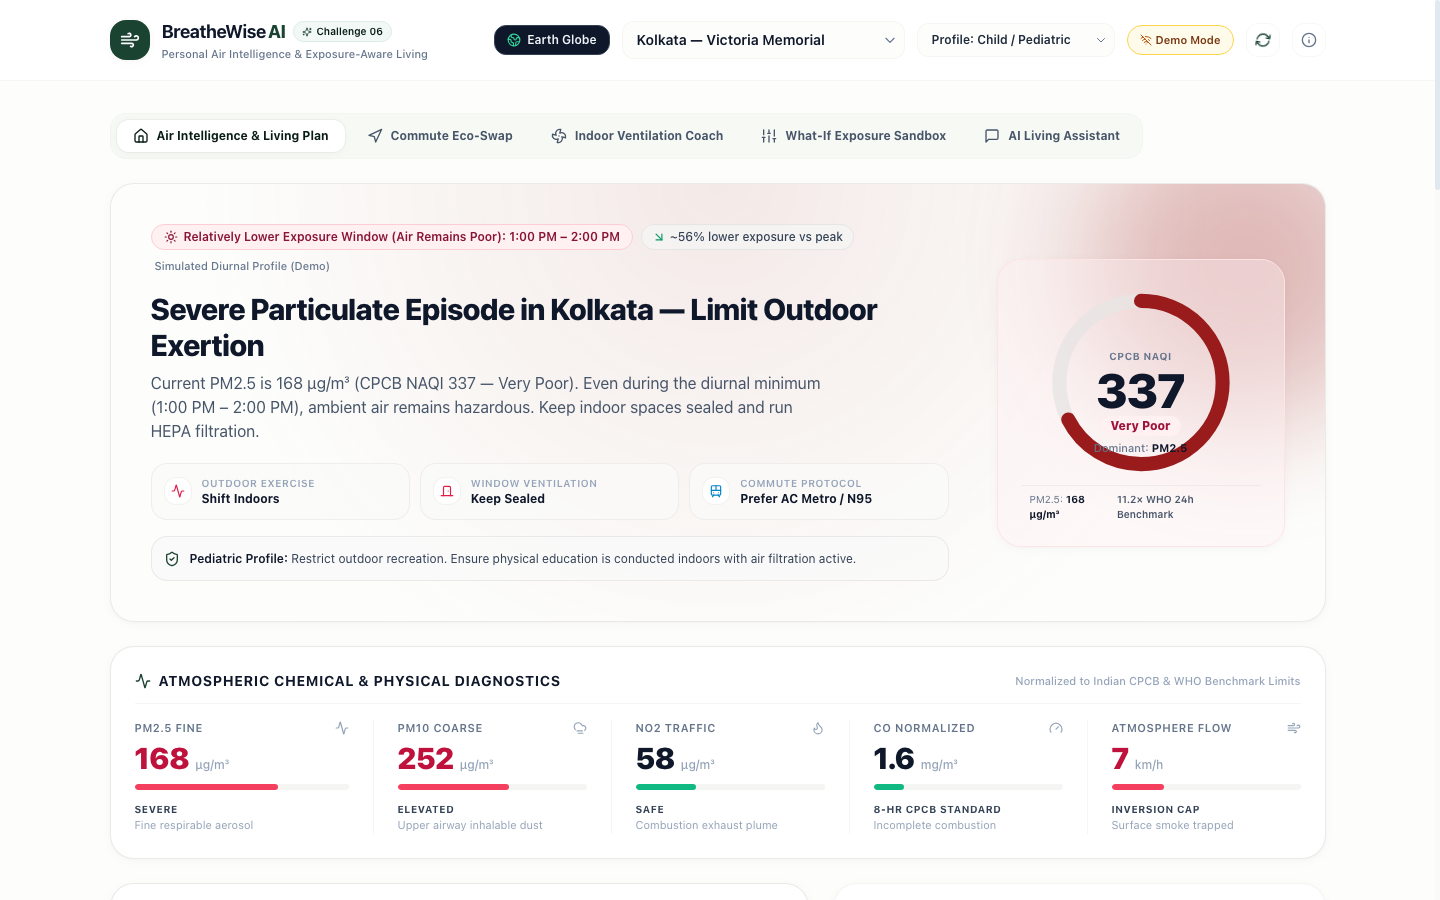 BreatheWise AI
Challenge 06
Personal Air Intelligence & Exposure-Aware Living
Earth Globe
Kolkata — Victoria Memorial
Profile: Child / Pediatric
Demo Mode
Air Intelligence & Living Plan
Commute Eco-Swap
Indoor Ventilation Coach
What-If Exposure Sandbox
AI Living Assistant
Relatively Lower Exposure Window (Air Remains Poor): 1:00 PM – 2:00 PM
~56% lower exposure vs peak
Simulated Diurnal Profile (Demo)
Severe Particulate Episode in Kolkata — Limit Outdoor
Exertion
Current PM2.5 is 168 µg/m³ (CPCB NAQI 337 — Very Poor). Even during the diurnal minimum
(1:00 PM – 2:00 PM), ambient air remains hazardous. Keep indoor spaces sealed and run
HEPA filtration.
OUTDOOR EXERCISE
Shift Indoors
WINDOW VENTILATION
Keep Sealed
COMMUTE PROTOCOL
Prefer AC Metro / N95
Pediatric Profile: Restrict outdoor recreation. Ensure physical education is conducted indoors with air filtration active.
CPCB NAQI
337
Very Poor
Dominant: PM2.5
PM2.5: 168
µg/m³
11.2× WHO 24h
Benchmark
ATMOSPHERIC CHEMICAL & PHYSICAL DIAGNOSTICS
Normalized to Indian CPCB & WHO Benchmark Limits
PM2.5 FINE
168 µg/m³
SEVERE
Fine respirable aerosol
PM10 COARSE
252 µg/m³
ELEVATED
Upper airway inhalable dust
NO2 TRAFFIC
58 µg/m³
SAFE
Combustion exhaust plume
CO NORMALIZED
1.6 mg/m³
8-HR CPCB STANDARD
Incomplete combustion
ATMOSPHERE FLOW
7 km/h
INVERSION CAP
Surface smoke trapped